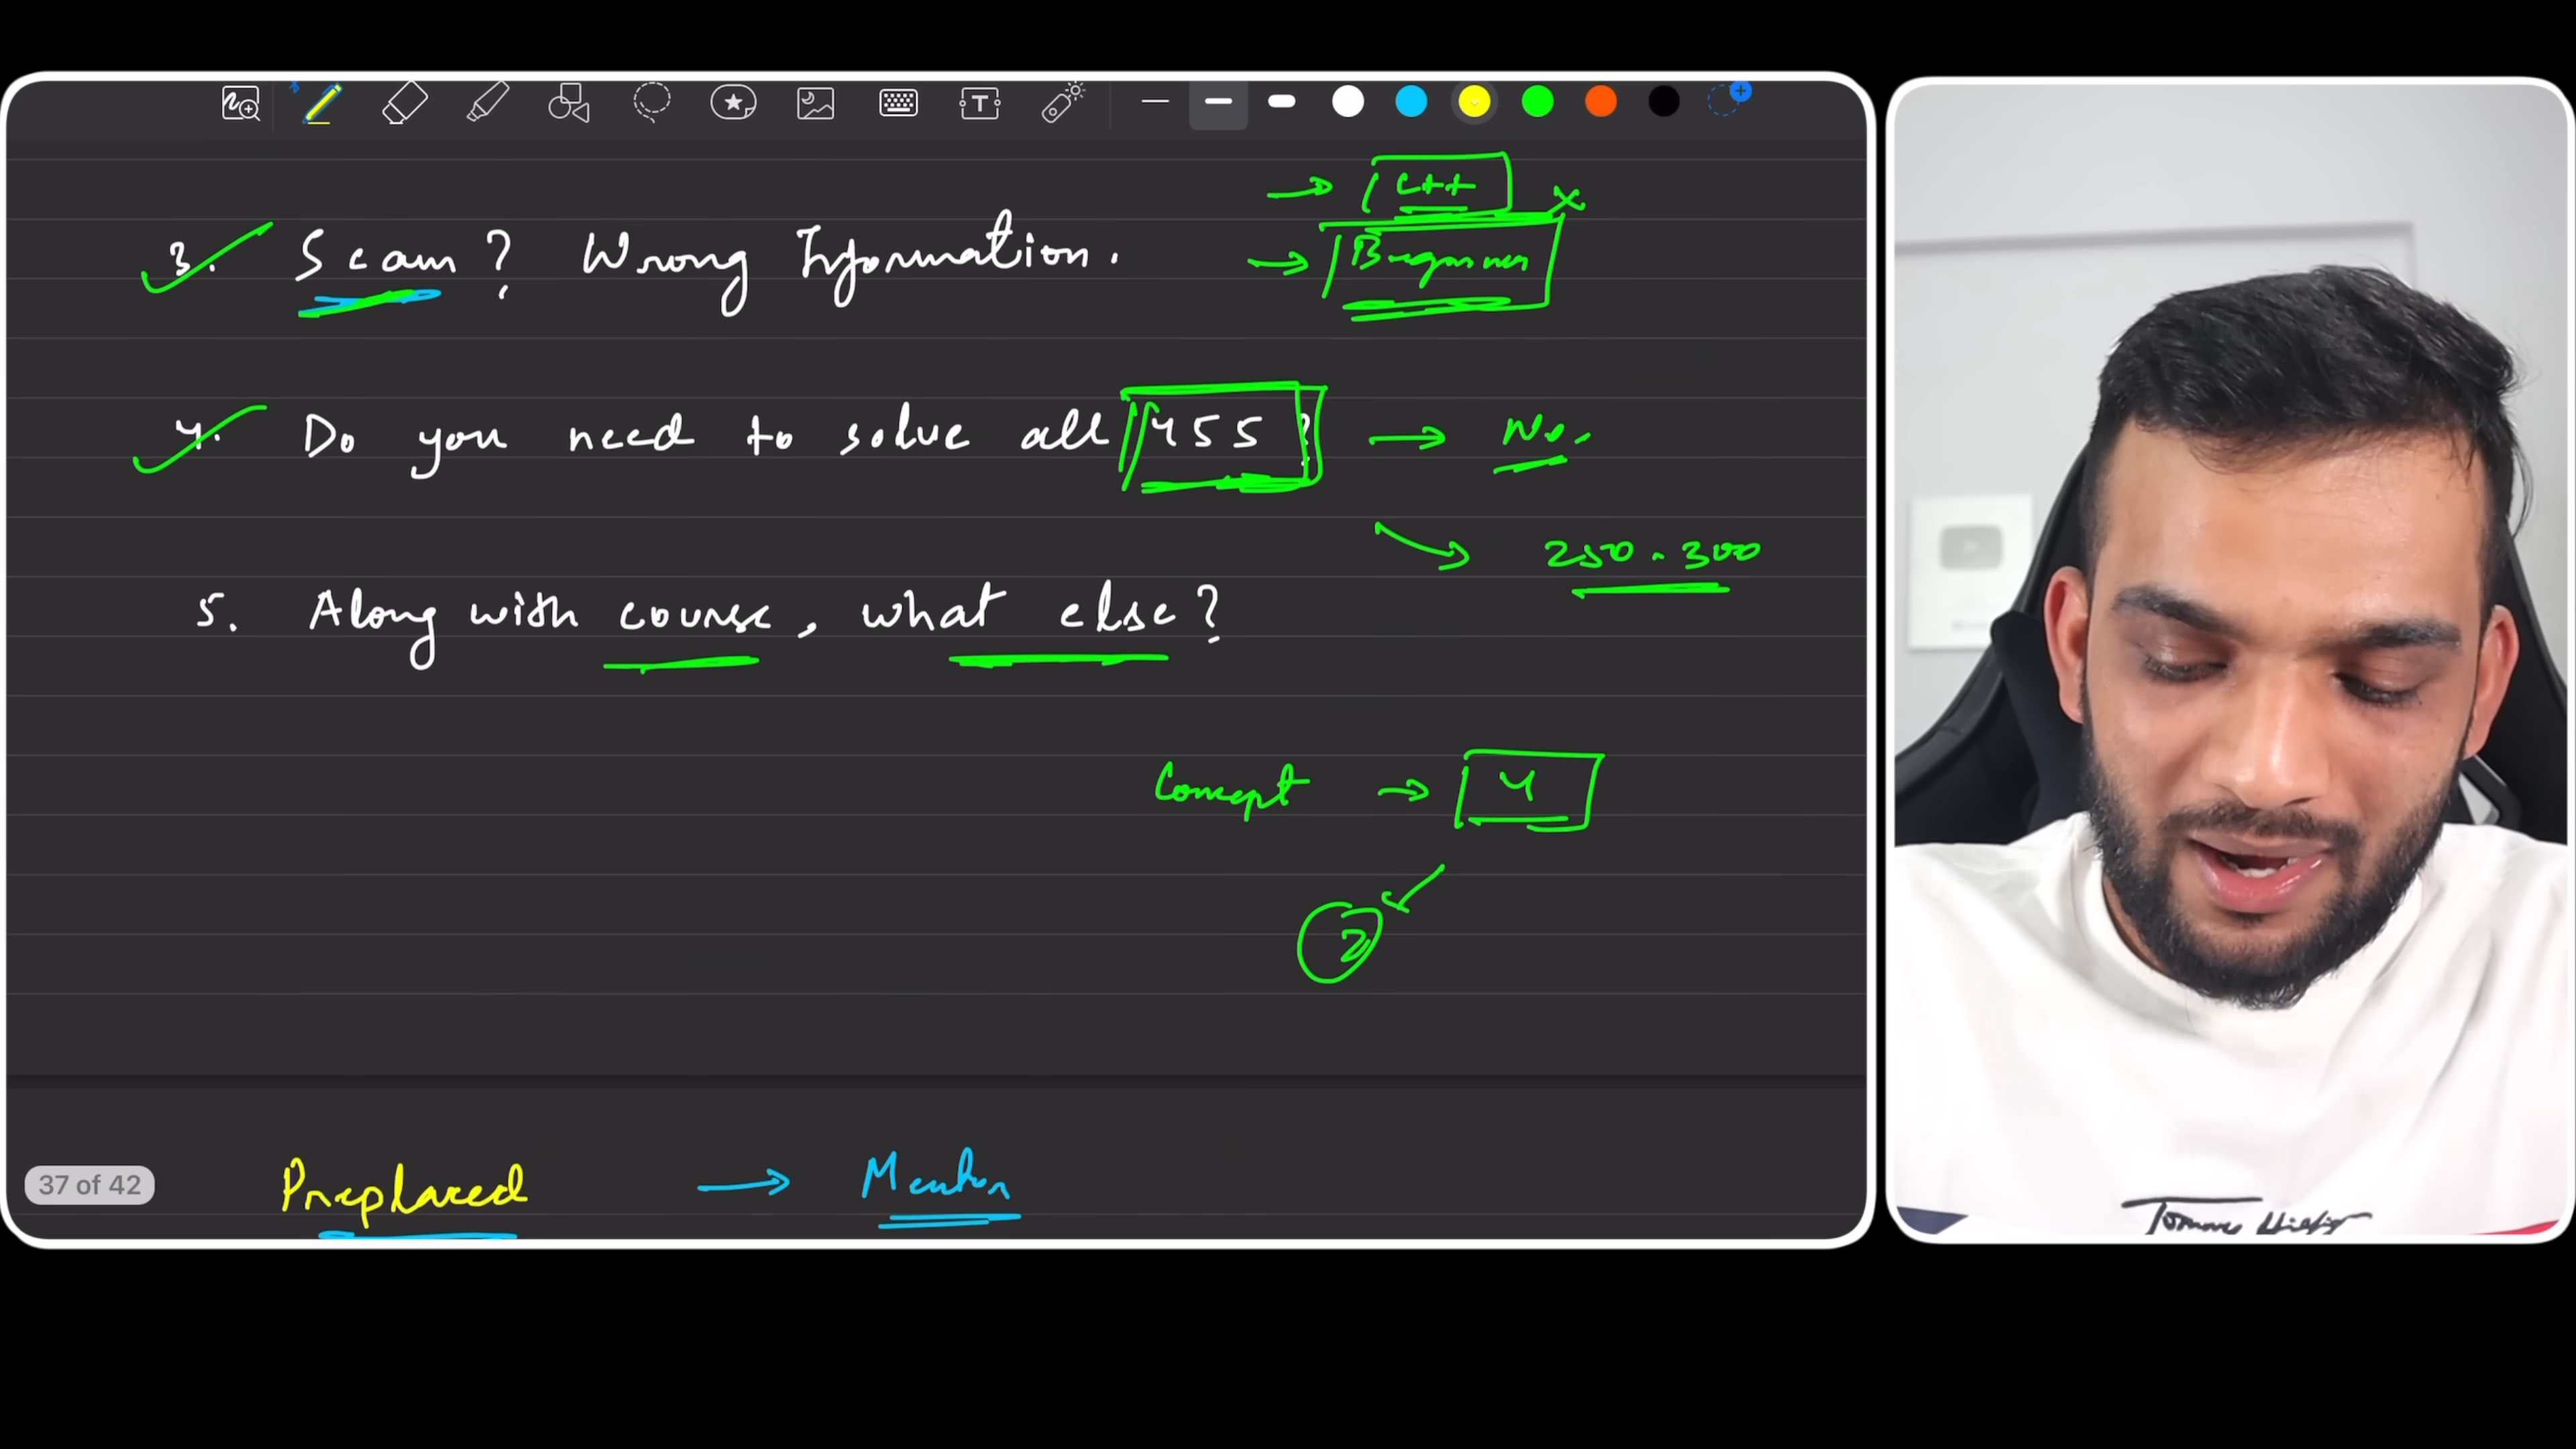 C++ x
3. Scam? Wrong Information. → Beginner
4. Do you need to solve all 455? → No.
→ 250 - 300
5. Along with course, what else?
Concept → 4
2
37 of 42
Preplaced → Mentor